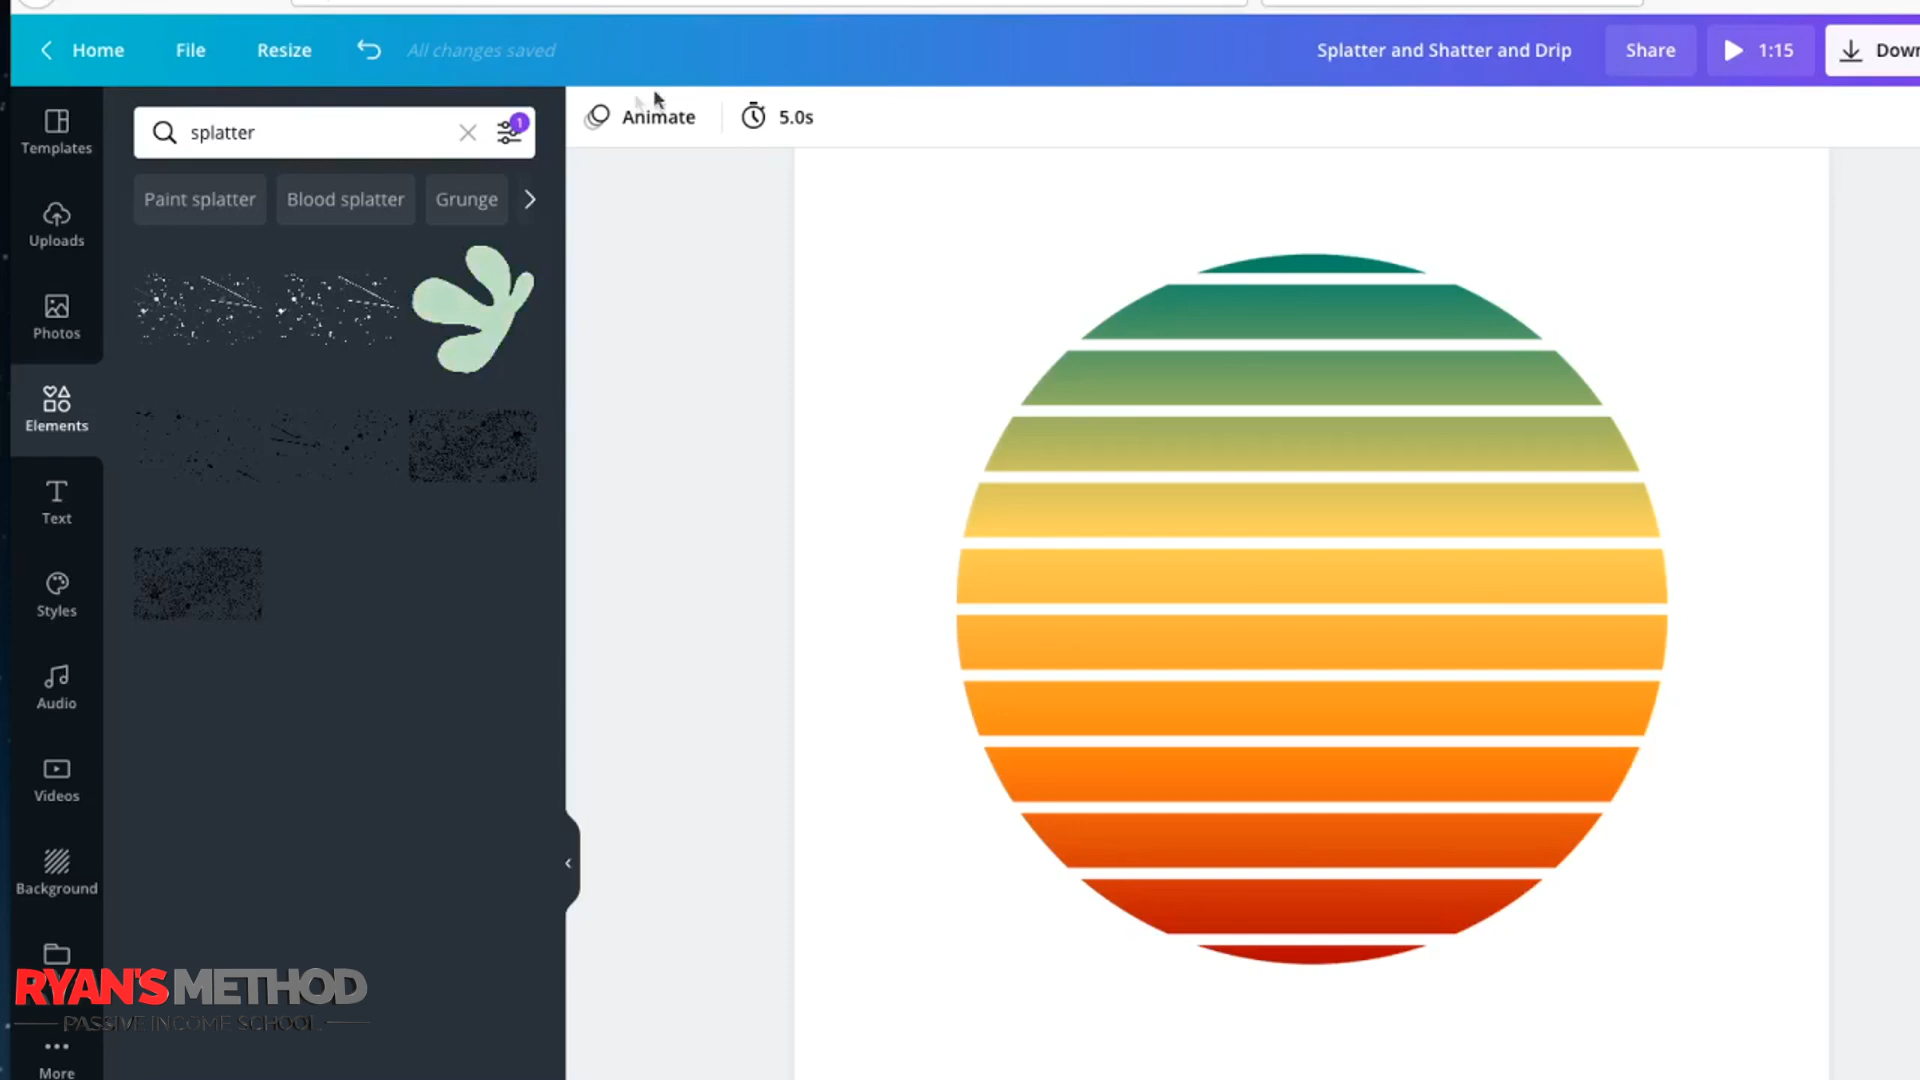 Home File Resize All changes saved Splatter and Shatter and Drip Share 1:15
Templates
Uploads
Photos
Elements
Text
Styles
Audio
Videos
Background
More
splatter 1
Paint splatter Blood splatter Grunge
Animate 5.0s
RYAN'S METHOD
PASSIVE INCOME SCHOOL